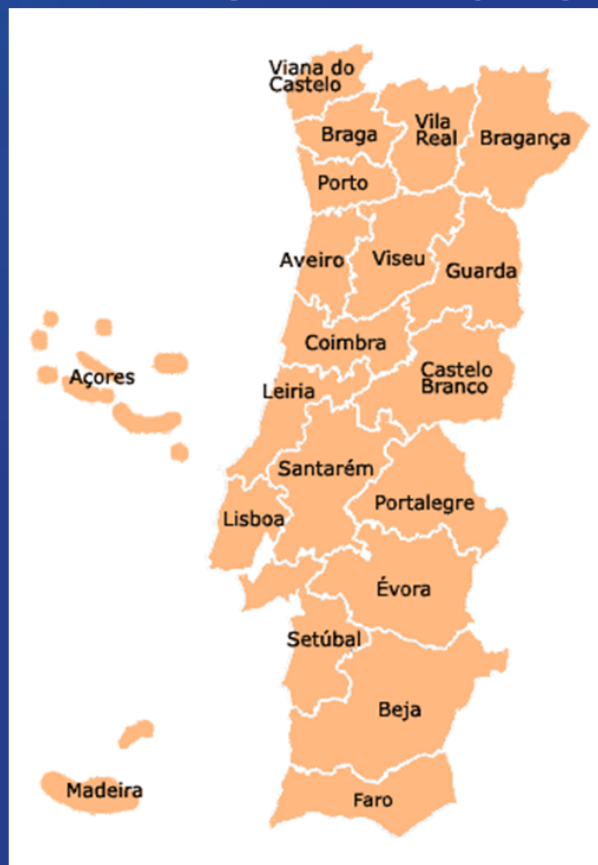 Viana do
Castelo
Braga
Vila
Real
Bragança
Porto
Aveiro
Viseu
Guarda
Coimbra
Açores
Leiria
Castelo
Branco
Santarém
Portalegre
Lisboa
Évora
Setúbal
Beja
Madeira
Faro